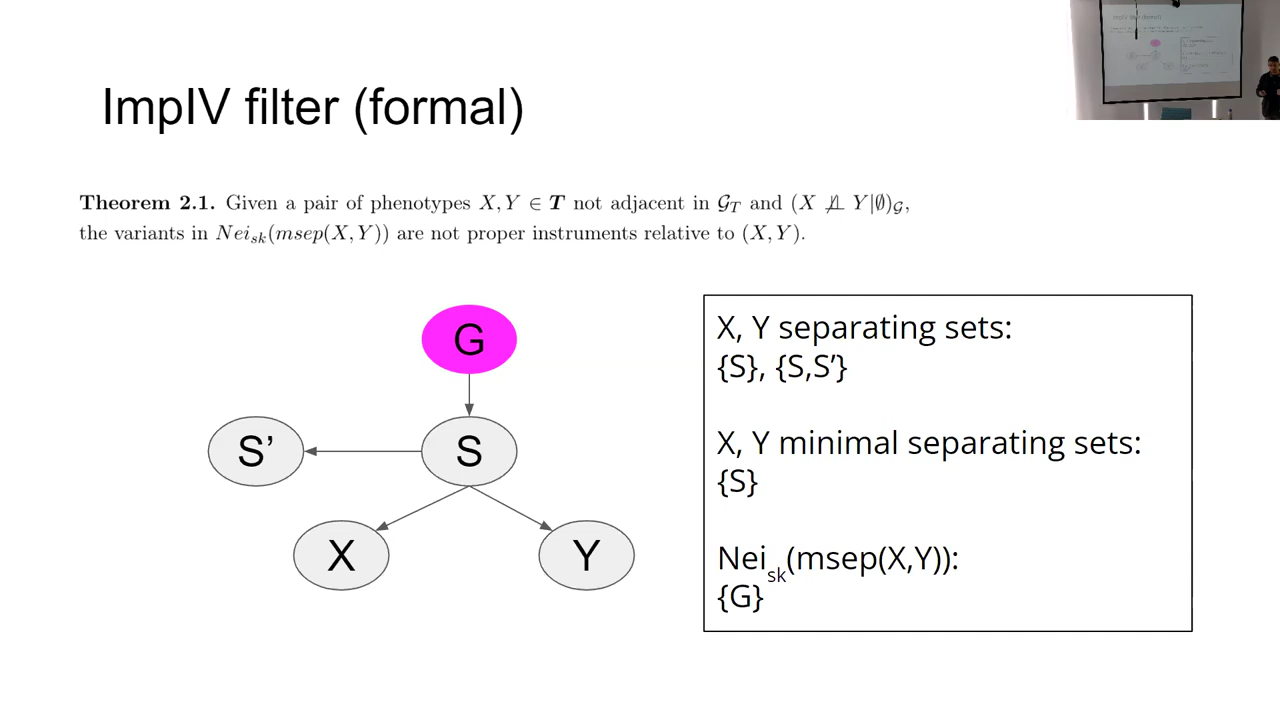 ImpIV filter (formal)
Theorem 2.1. Given a pair of phenotypes X, Y ∈ T not adjacent in 𝒢_T and (X ⫫̸ Y|∅)_𝒢,
the variants in Nei_sk(msep(X, Y)) are not proper instruments relative to (X, Y).
G
S'
S
X
Y
X, Y separating sets:
{S}, {S,S'}
X, Y minimal separating sets:
{S}
Nei_sk(msep(X,Y)):
{G}